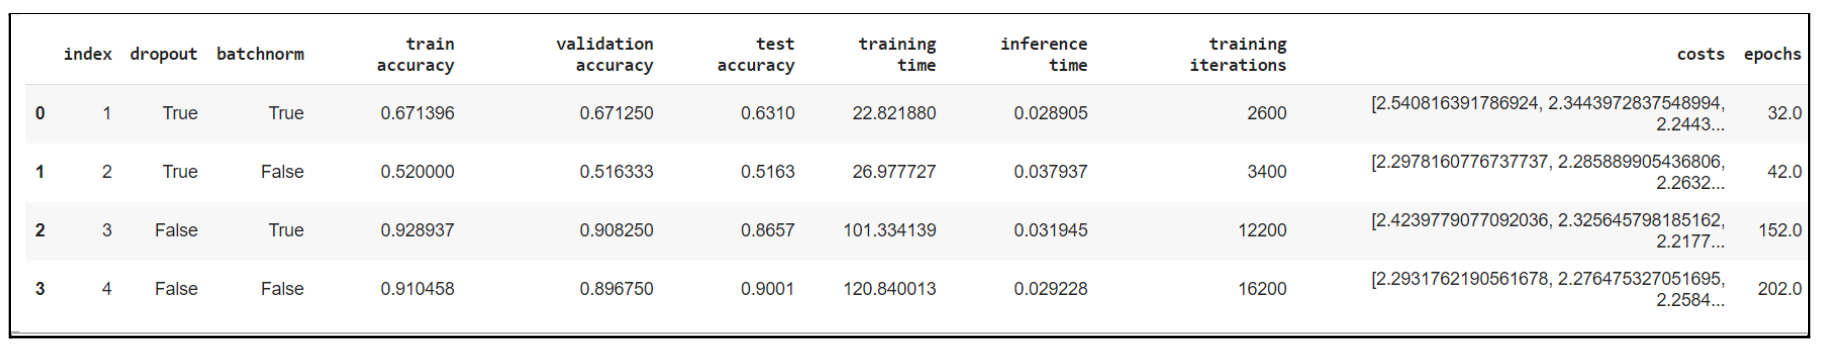 index dropout batchnorm train accuracy validation accuracy test accuracy training time inference time training iterations costs epochs
0 1 True True 0.671396 0.671250 0.6310 22.821880 0.028905 2600 [2.540816391786924, 2.3443972837548994, 2.2443... 32.0
1 2 True False 0.520000 0.516333 0.5163 26.977727 0.037937 3400 [2.2978160776737737, 2.285889905436806, 2.2632... 42.0
2 3 False True 0.928937 0.908250 0.8657 101.334139 0.031945 12200 [2.4239779077092036, 2.325645798185162, 2.2177... 152.0
3 4 False False 0.910458 0.896750 0.9001 120.840013 0.029228 16200 [2.2931762190561678, 2.276475327051695, 2.2584... 202.0